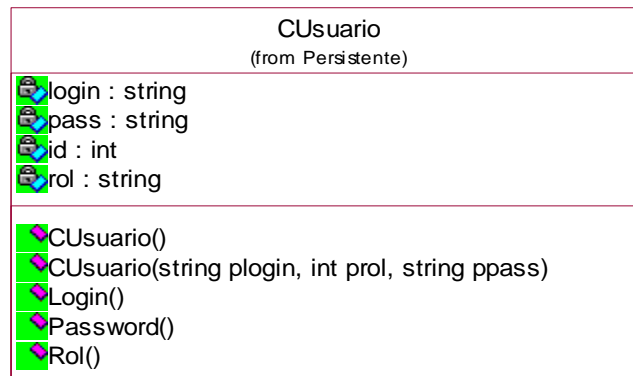 CUsuario
(from Persistente)
login : string
pass : string
id : int
rol : string
CUsuario()
CUsuario(string plogin, int prol, string ppass)
Login()
Password()
Rol()